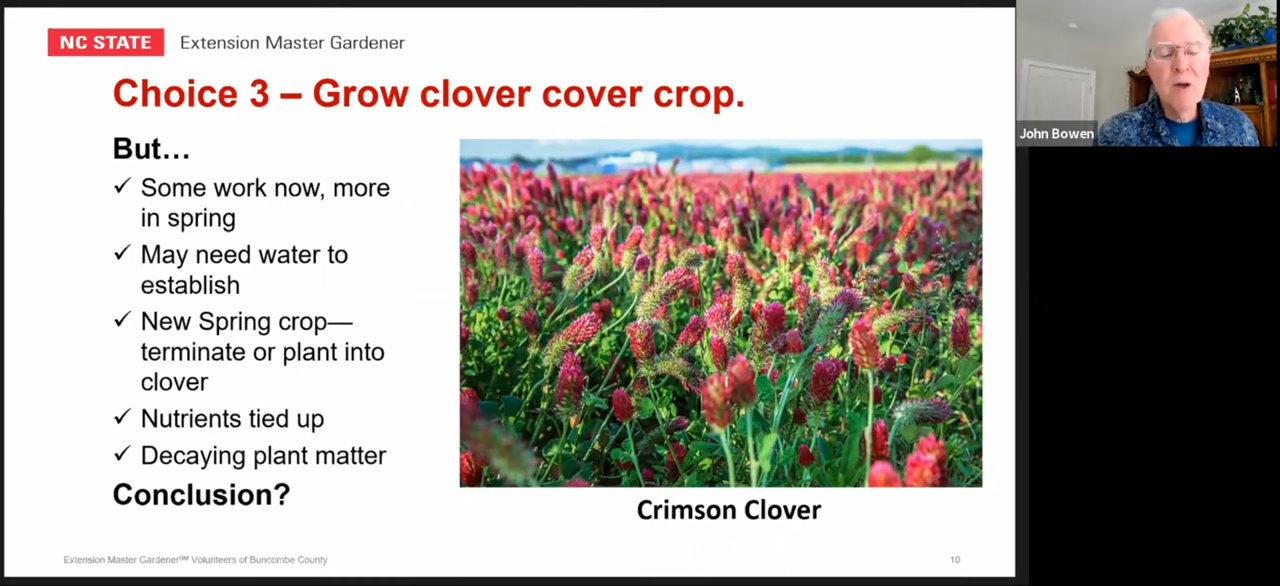 NC STATE Extension Master Gardener
Choice 3 – Grow clover cover crop.
But…
✓ Some work now, more
in spring
✓ May need water to
establish
✓ New Spring crop—
terminate or plant into
clover
✓ Nutrients tied up
✓ Decaying plant matter
Conclusion?
Crimson Clover
Extension Master Gardener℠ Volunteers of Buncombe County
10
John Bowen